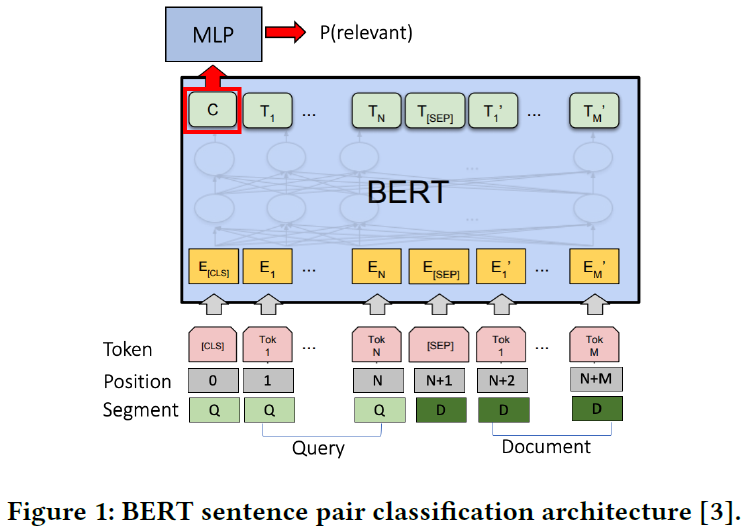 MLP P(relevant)
C T1 ... TN T[SEP] T1' ... TM'
...
BERT
...
E[CLS] E1 ... EN E[SEP] E1' ... EM'
Token [CLS] Tok 1 ... Tok N [SEP] Tok 1 ... Tok M
Position 0 1 N N+1 N+2 N+M
Segment Q Q Q D D D
Query Document
Figure 1: BERT sentence pair classification architecture [3].